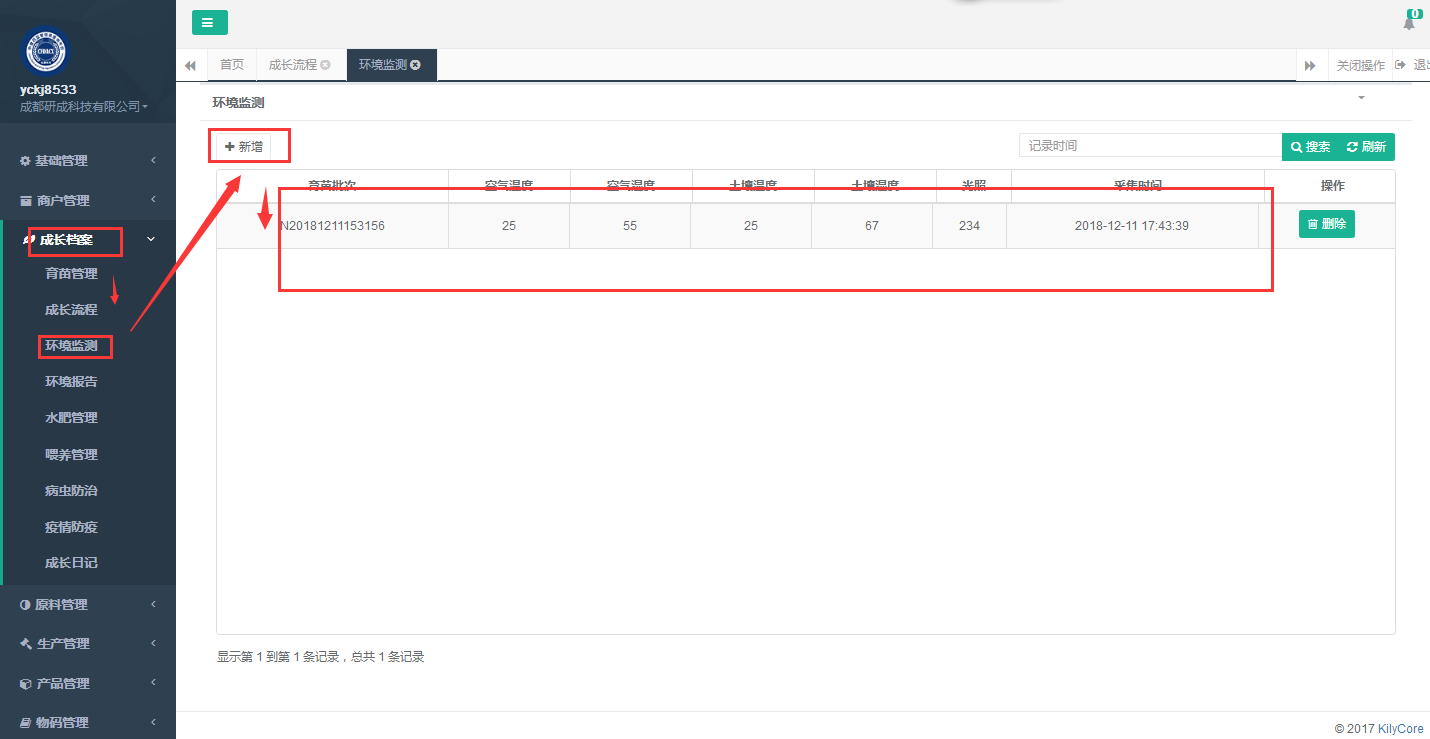 0
首页
成长流程
环境监测
关闭操作
退出
CFDACX
yckj8533
成都研成科技有限公司
基础管理
商户管理
成长档案
育苗管理
成长流程
环境监测
环境报告
水肥管理
喂养管理
病虫防治
疫情防疫
成长日记
原料管理
生产管理
产品管理
物码管理
环境监测
新增
记录时间
搜索
刷新
育苗批次 空气温度 空气湿度 土壤温度 土壤湿度 光照 采集时间 操作
N20181211153156 25 55 25 67 234 2018-12-11 17:43:39 删除
显示第 1 到第 1 条记录，总共 1 条记录
© 2017 KilyCore